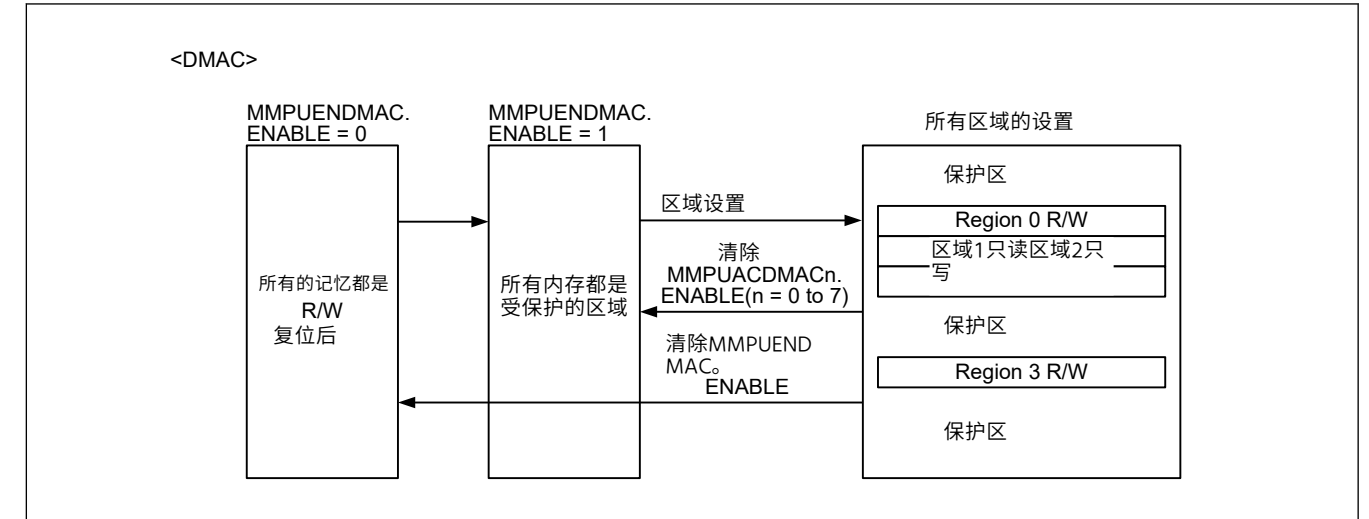 <DMAC>
MMPUENDMAC.
ENABLE = 0
MMPUENDMAC.
ENABLE = 1
所有区域的设置
保护区
区域设置
Region 0 R/W
区域1只读区域2只
写
清除
MMPUACDMACn.
ENABLE(n = 0 to 7)
所有的记忆都是
R/W
复位后
所有内存都是
受保护的区域
保护区
清除MMPUEND
MAC。
ENABLE
Region 3 R/W
保护区